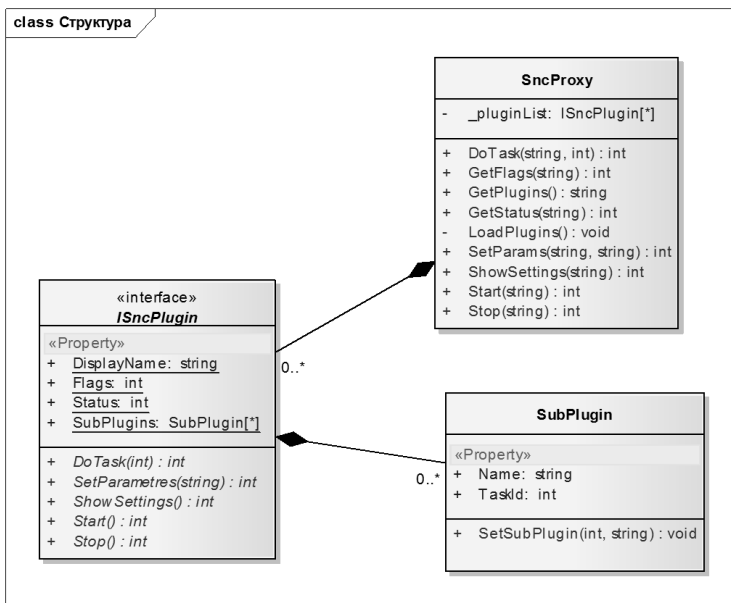 class Структура
SncProxy
- _pluginList: ISncPlugin[*]
+ DoTask(string, int) : int
+ GetFlags(string) : int
+ GetPlugins() : string
+ GetStatus(string) : int
- LoadPlugins() : void
+ SetParams(string, string) : int
+ ShowSettings(string) : int
+ Start(string) : int
+ Stop(string) : int
«interface»
ISncPlugin
«Property»
+ DisplayName: string
+ Flags: int
+ Status: int
+ SubPlugins: SubPlugin[*]
+ DoTask(int) : int
+ SetParametres(string) : int
+ ShowSettings() : int
+ Start() : int
+ Stop() : int
0..*
0..*
SubPlugin
«Property»
+ Name: string
+ TaskId: int
+ SetSubPlugin(int, string) : void